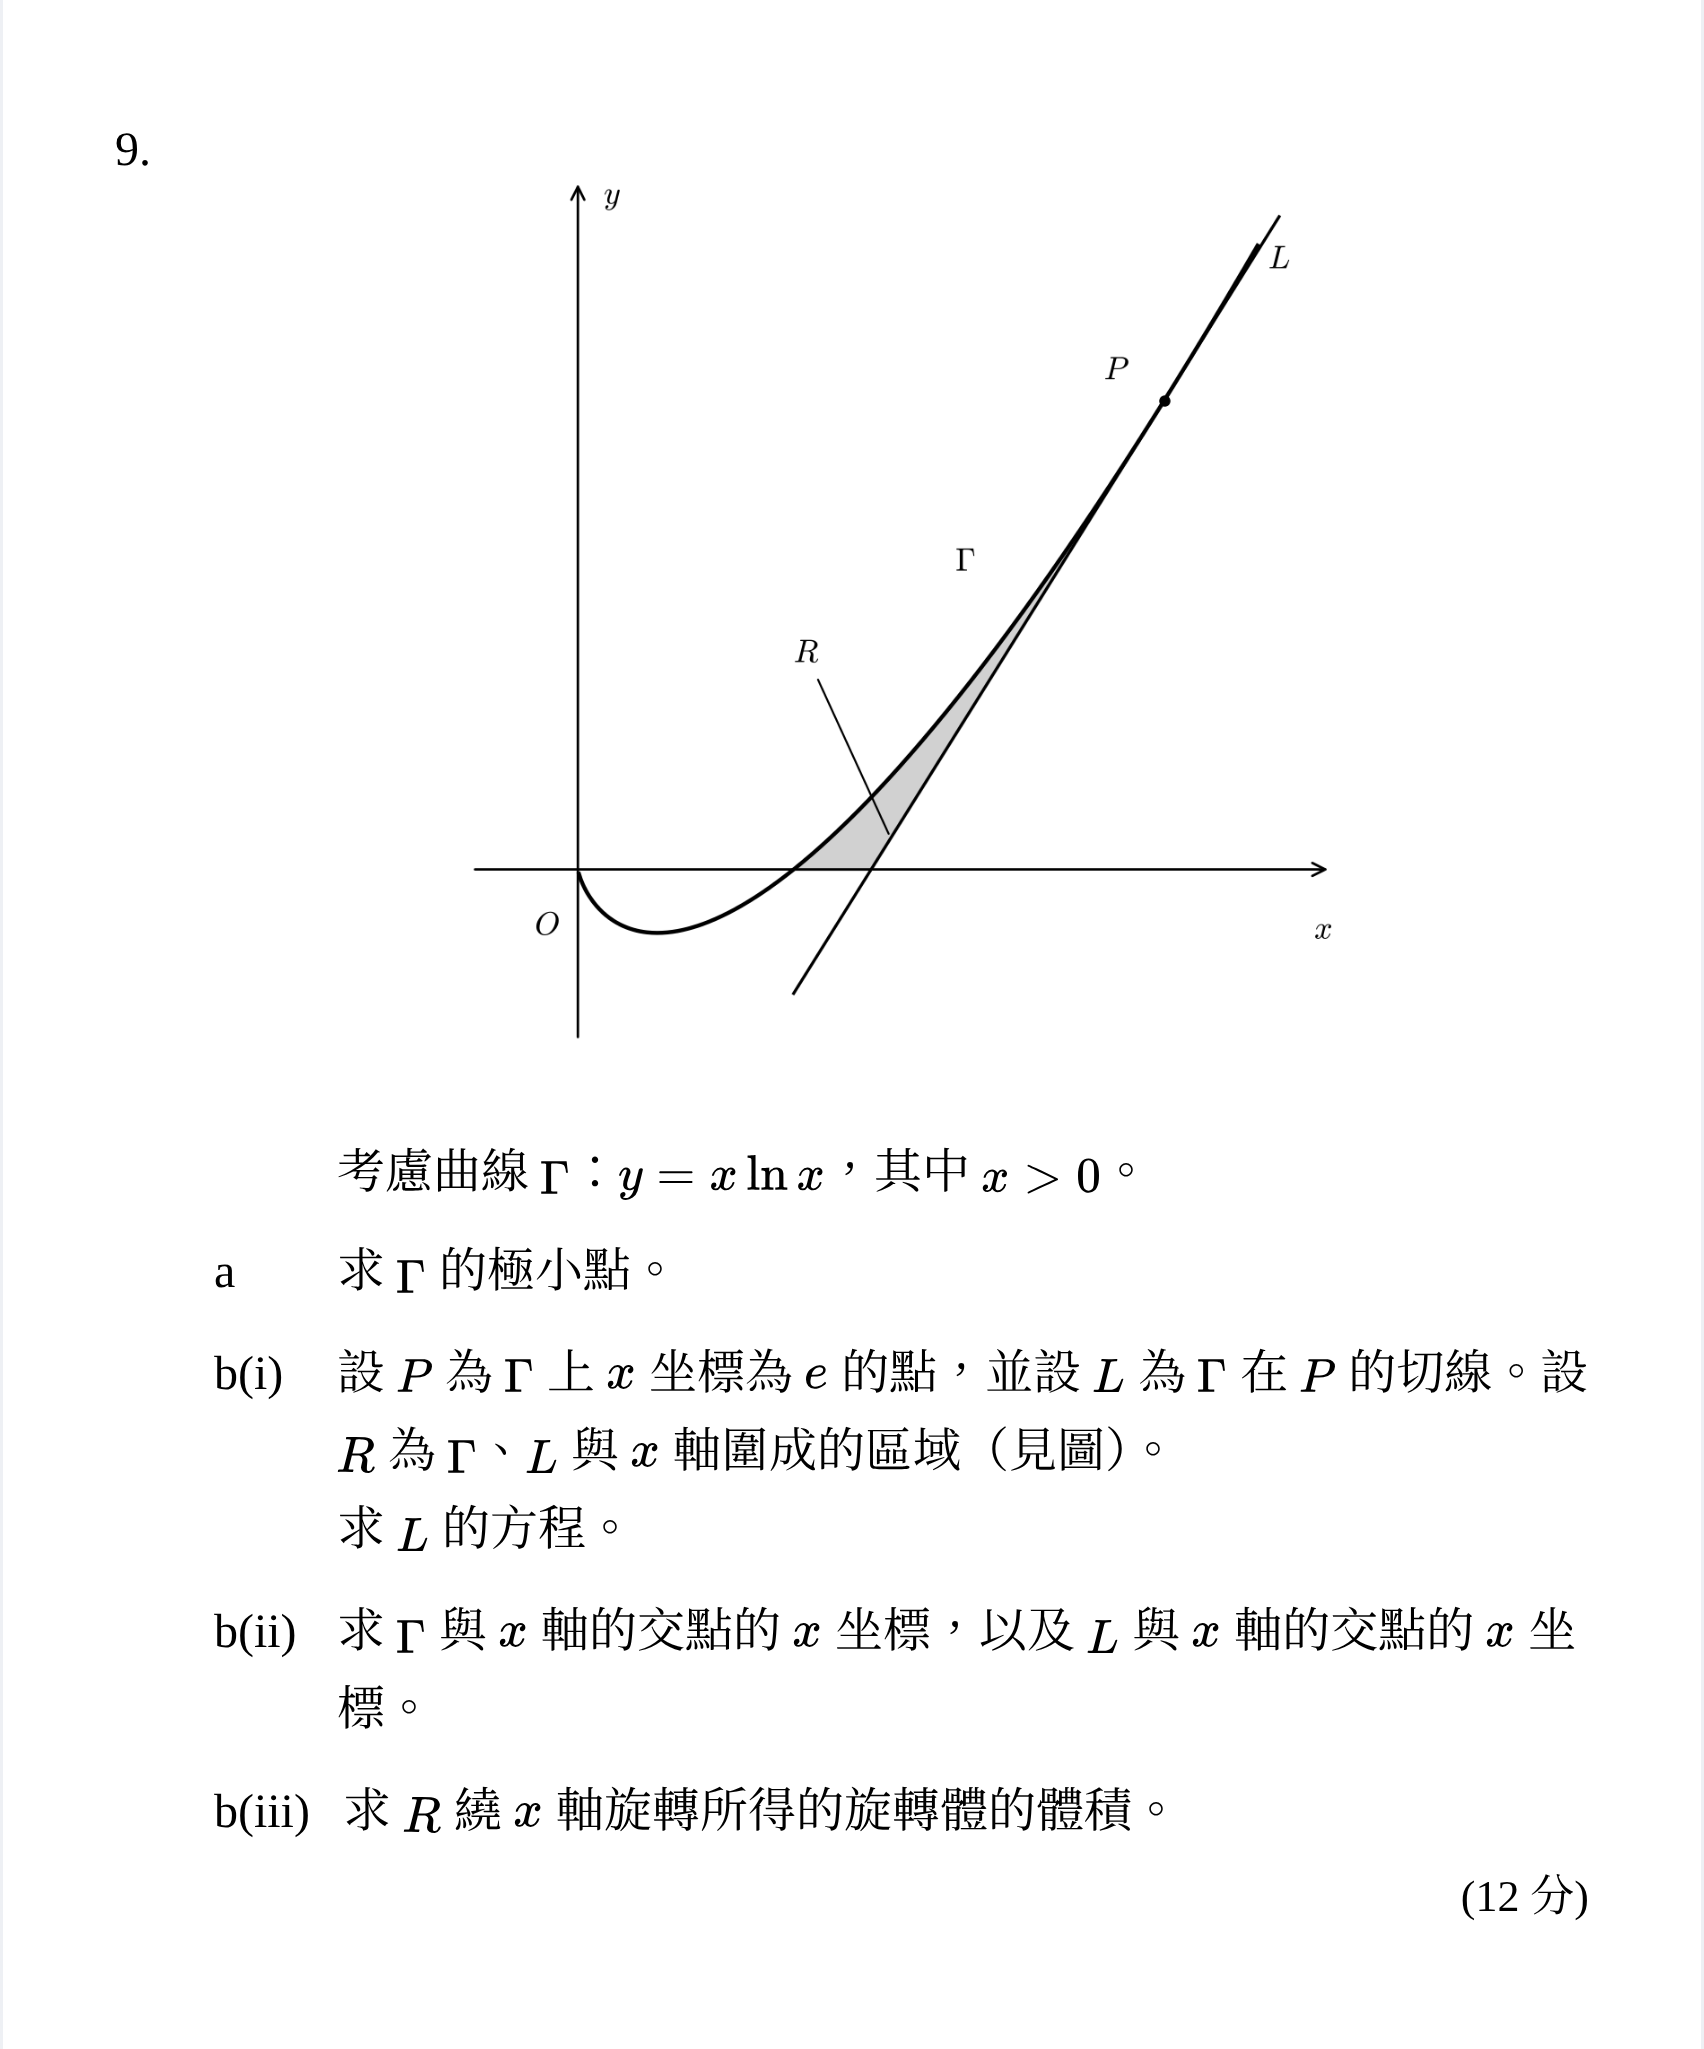 9.
y
L
P
Γ
R
O
x
考慮曲線 Γ：y = x ln x，其中 x > 0。
a 求 Γ 的極小點。
b(i) 設 P 為 Γ 上 x 坐標為 e 的點，並設 L 為 Γ 在 P 的切線。設
R 為 Γ、L 與 x 軸圍成的區域（見圖）。
求 L 的方程。
b(ii) 求 Γ 與 x 軸的交點的 x 坐標，以及 L 與 x 軸的交點的 x 坐
標。
b(iii) 求 R 繞 x 軸旋轉所得的旋轉體的體積。
(12 分)